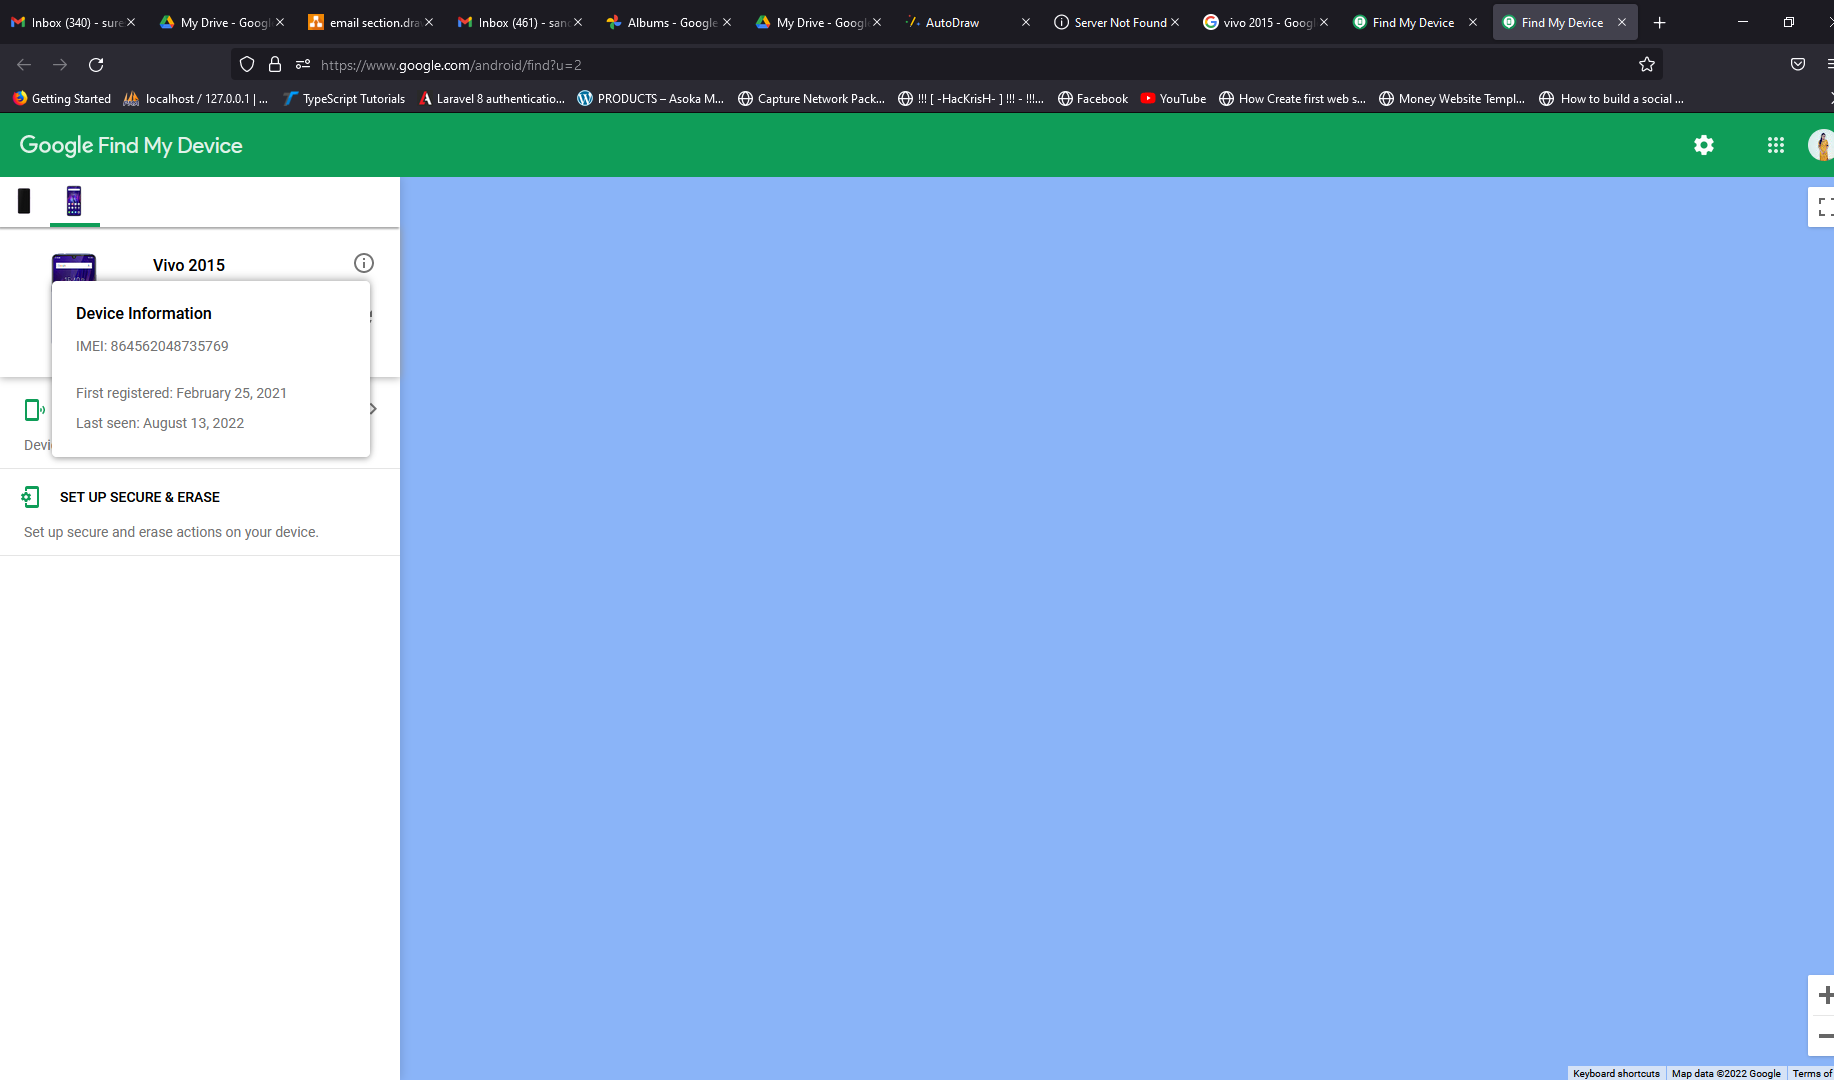 Inbox (340) - sure
My Drive - Google
email section.dra
Inbox (461) - sand
Albums - Google
My Drive - Google
AutoDraw
Server Not Found
vivo 2015 - Googl
Find My Device
Find My Device
https://www.google.com/android/find?u=2
Getting Started
localhost / 127.0.0.1 | ...
TypeScript Tutorials
Laravel 8 authenticatio...
PRODUCTS – Asoka M...
Capture Network Pack...
!!! [ -HacKrisH- ] !!! - !!!...
Facebook
YouTube
How Create first web s...
Money Website Templ...
How to build a social ...
Google Find My Device
Vivo 2015
Device Information
IMEI: 864562048735769
First registered: February 25, 2021
Last seen: August 13, 2022
Devi
SET UP SECURE & ERASE
Set up secure and erase actions on your device.
Keyboard shortcuts
Map data ©2022 Google
Terms of